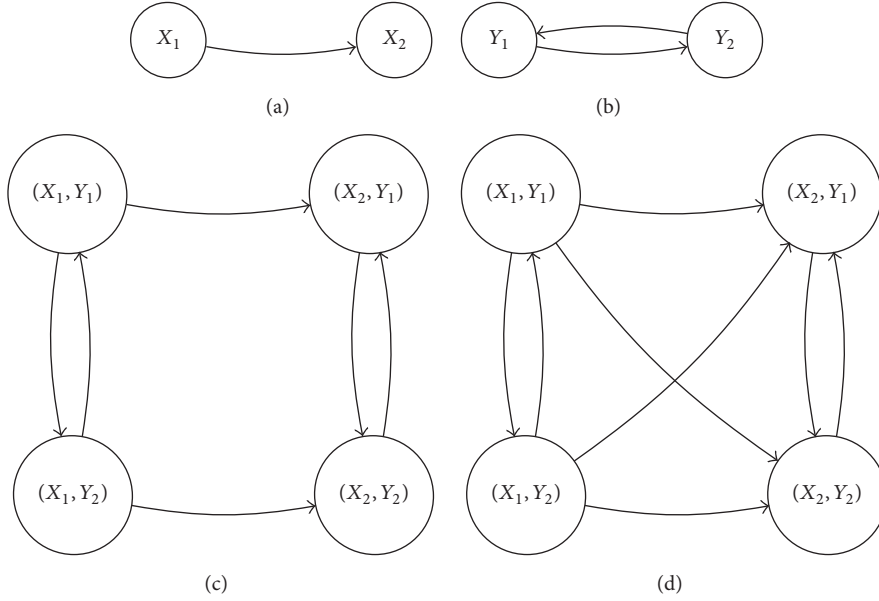 X1 X2 Y1 Y2
(a) (b)
(X1, Y1) (X2, Y1) (X1, Y1) (X2, Y1)
(X1, Y2) (X2, Y2) (X1, Y2) (X2, Y2)
(c) (d)